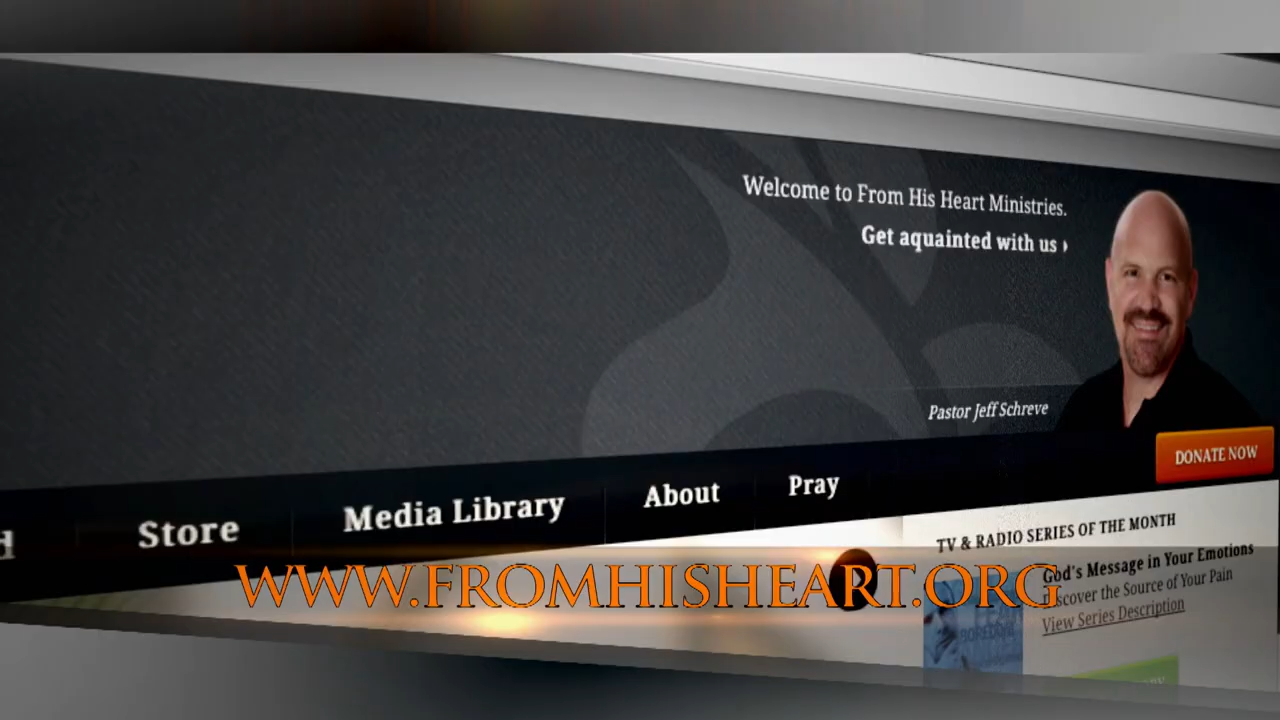 Welcome to From His Heart Ministries.
Get aquainted with us ›
Pastor Jeff Schreve
DONATE NOW
Store
Media Library
About
Pray
TV & RADIO SERIES OF THE MONTH
God's Message in Your Emotions
Discover the Source of Your Pain
View Series Description
WWW.FROMHISHEART.ORG